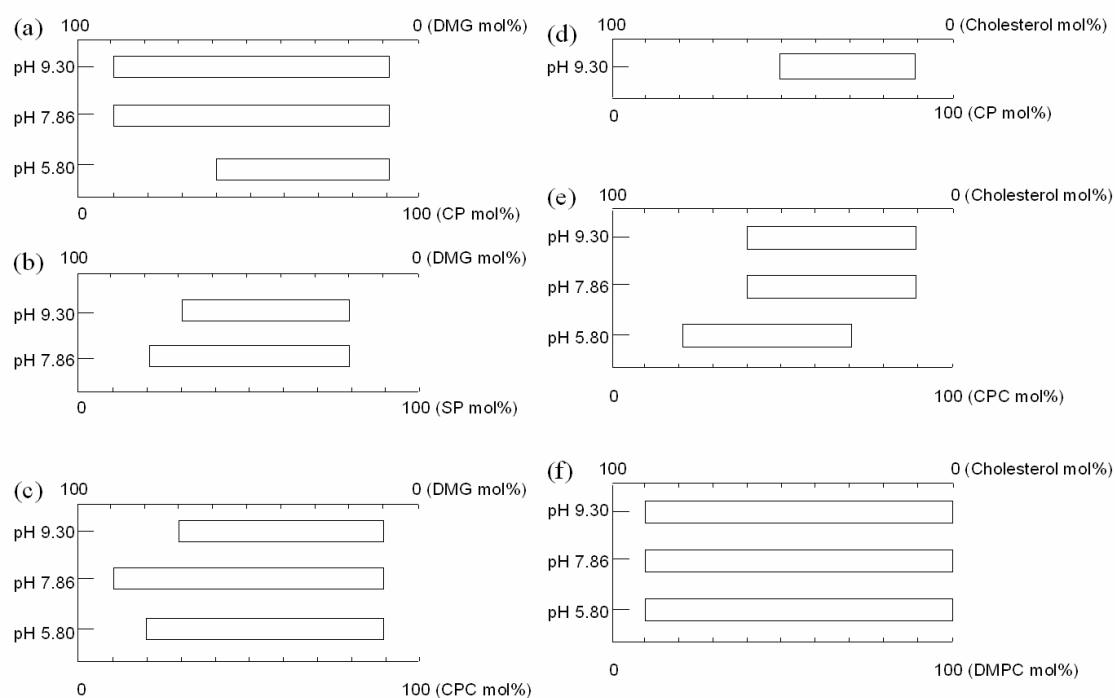 (a) 100 0 (DMG mol%)
pH 9.30
pH 7.86
pH 5.80
0 100 (CP mol%)
(b) 100 0 (DMG mol%)
pH 9.30
pH 7.86
0 100 (SP mol%)
(c) 100 0 (DMG mol%)
pH 9.30
pH 7.86
pH 5.80
0 100 (CPC mol%)
(d) 100 0 (Cholesterol mol%)
pH 9.30
0 100 (CP mol%)
(e) 100 0 (Cholesterol mol%)
pH 9.30
pH 7.86
pH 5.80
0 100 (CPC mol%)
(f) 100 0 (Cholesterol mol%)
pH 9.30
pH 7.86
pH 5.80
0 100 (DMPC mol%)